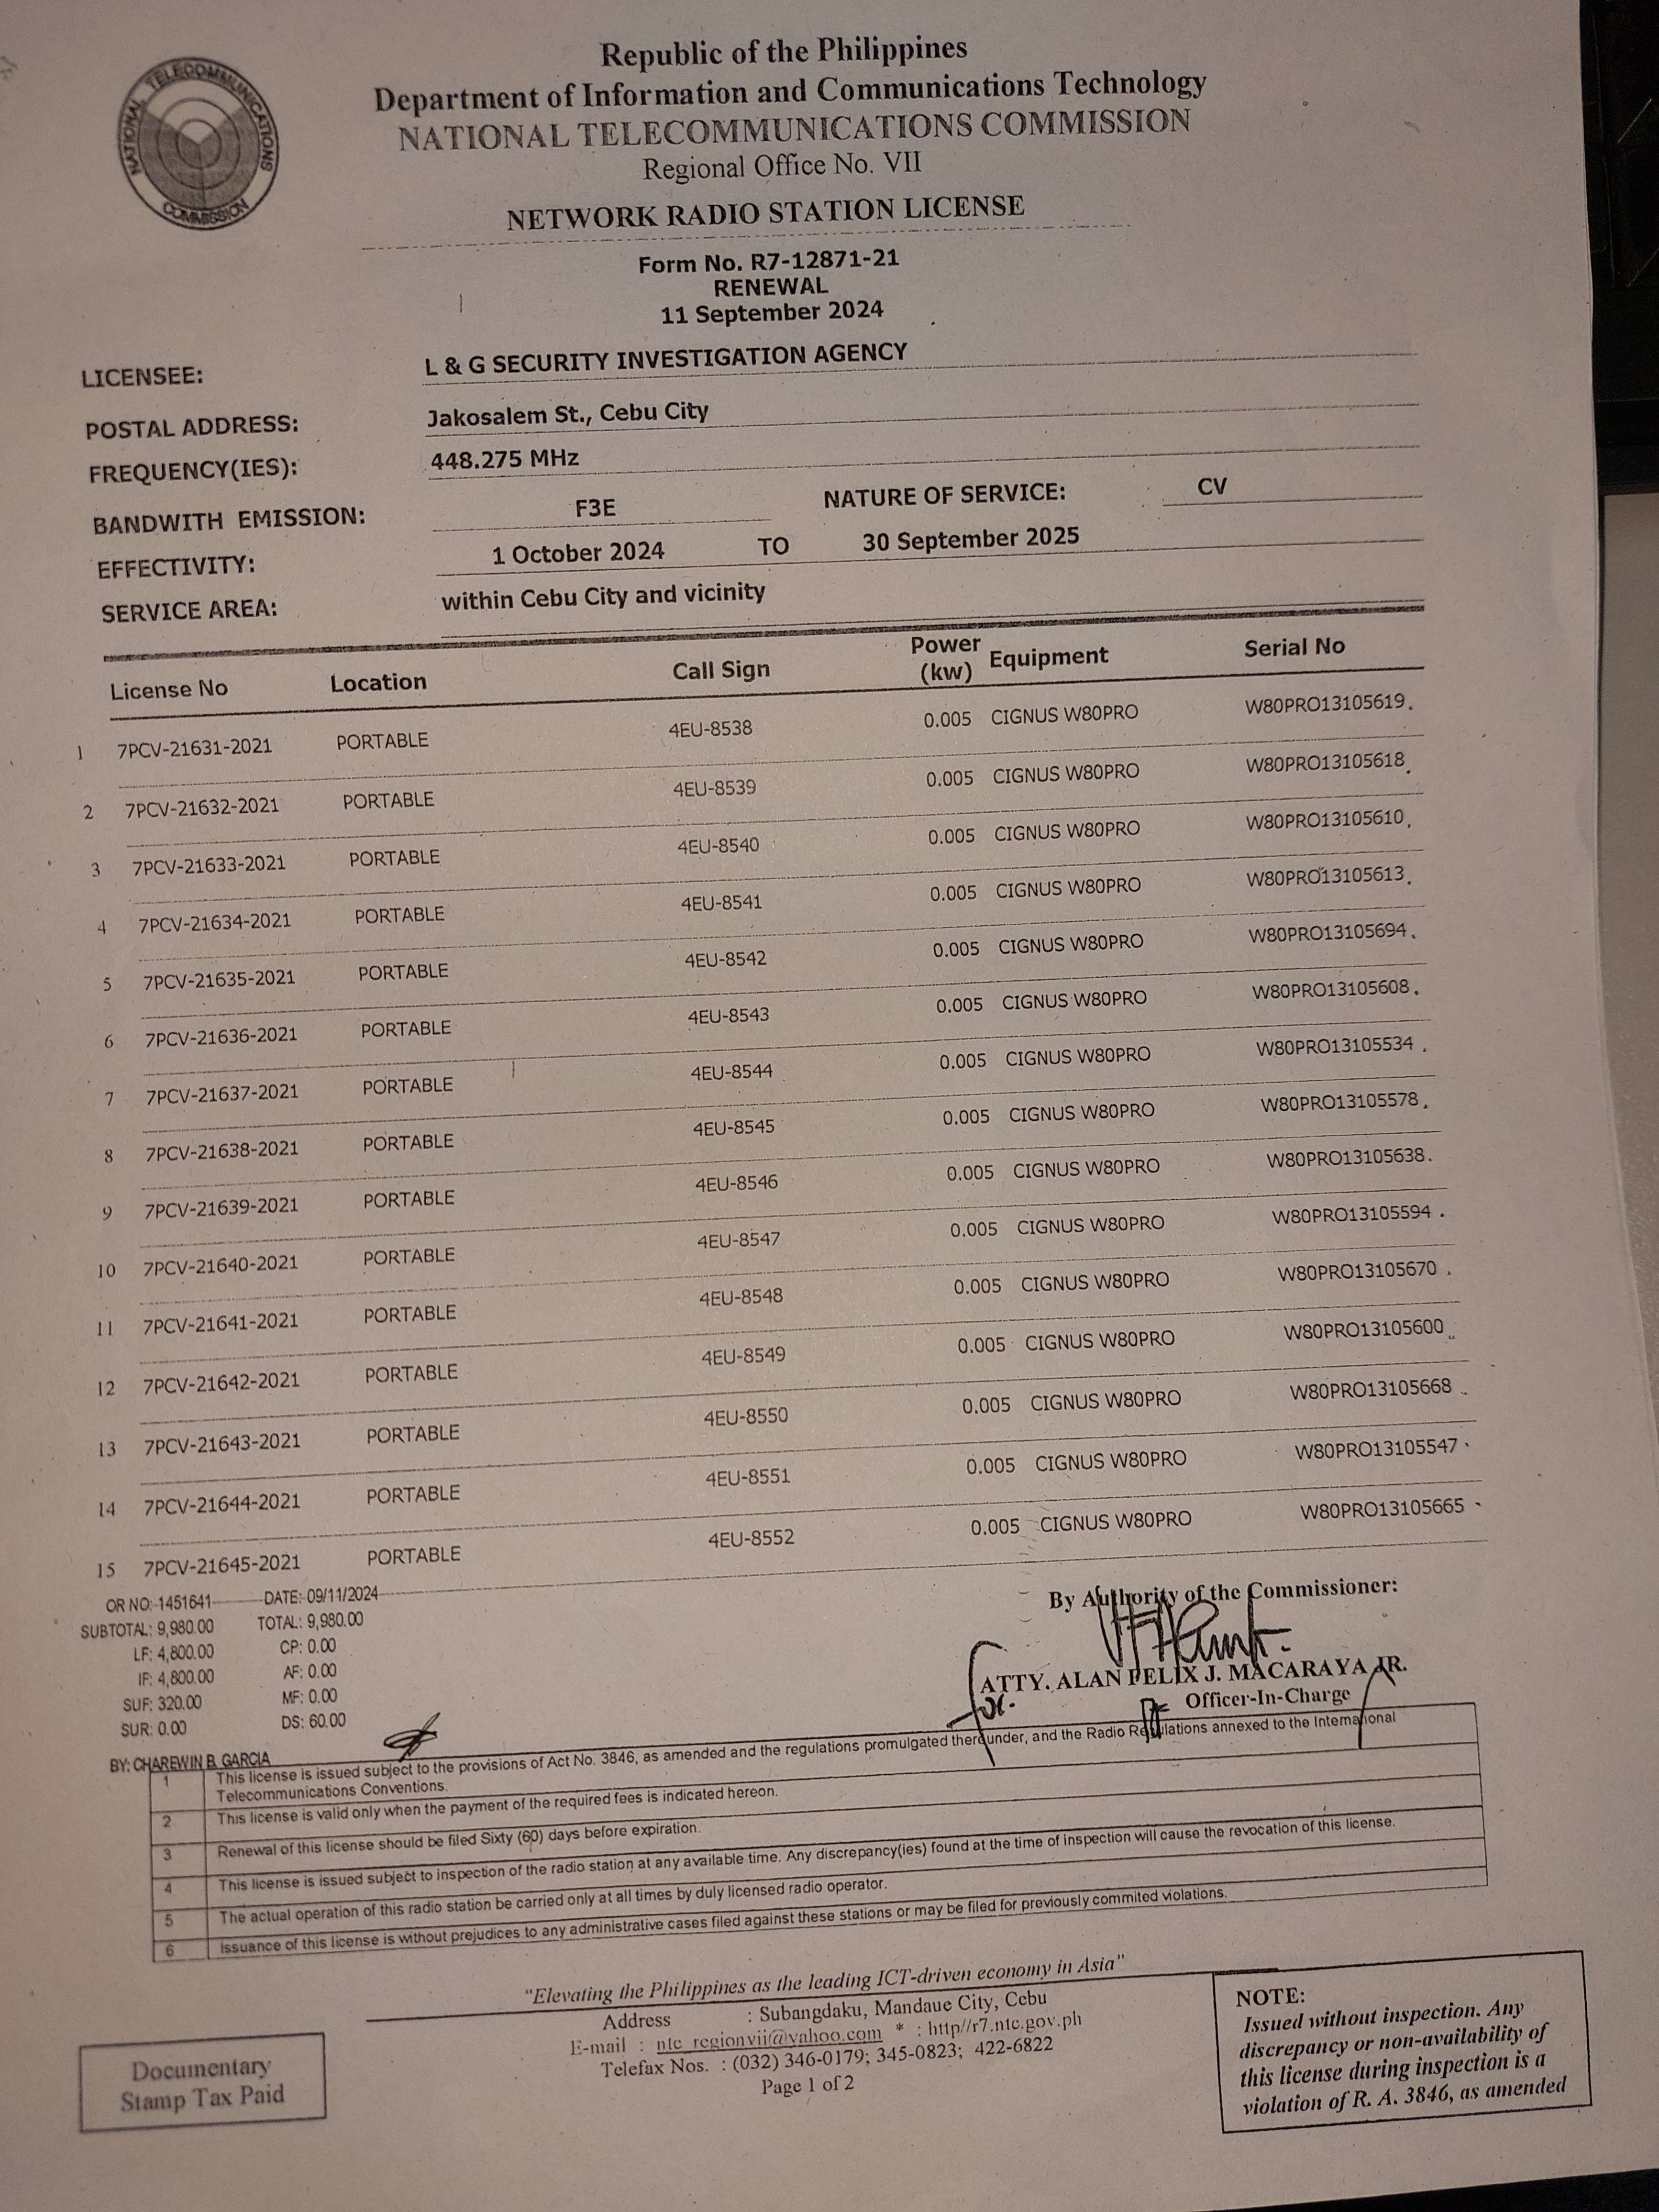 NATIONAL TELECOMMUNICATIONS COMMISSION
Republic of the Philippines
Department of Information and Communications Technology
NATIONAL TELECOMMUNICATIONS COMMISSION
Regional Office No. VII
NETWORK RADIO STATION LICENSE
Form No. R7-12871-21
RENEWAL
11 September 2024
LICENSEE: L & G SECURITY INVESTIGATION AGENCY
POSTAL ADDRESS: Jakosalem St., Cebu City
FREQUENCY(IES): 448.275 MHz
BANDWITH EMISSION: F3E NATURE OF SERVICE: CV
EFFECTIVITY: 1 October 2024 TO 30 September 2025
SERVICE AREA: within Cebu City and vicinity
License No Location Call Sign Power (kw) Equipment Serial No
1 7PCV-21631-2021 PORTABLE 4EU-8538 0.005 CIGNUS W80PRO W80PRO13105619.
2 7PCV-21632-2021 PORTABLE 4EU-8539 0.005 CIGNUS W80PRO W80PRO13105618.
3 7PCV-21633-2021 PORTABLE 4EU-8540 0.005 CIGNUS W80PRO W80PRO13105610.
4 7PCV-21634-2021 PORTABLE 4EU-8541 0.005 CIGNUS W80PRO W80PRO13105613.
5 7PCV-21635-2021 PORTABLE 4EU-8542 0.005 CIGNUS W80PRO W80PRO13105694.
6 7PCV-21636-2021 PORTABLE 4EU-8543 0.005 CIGNUS W80PRO W80PRO13105608.
7 7PCV-21637-2021 PORTABLE 4EU-8544 0.005 CIGNUS W80PRO W80PRO13105534.
8 7PCV-21638-2021 PORTABLE 4EU-8545 0.005 CIGNUS W80PRO W80PRO13105578.
9 7PCV-21639-2021 PORTABLE 4EU-8546 0.005 CIGNUS W80PRO W80PRO13105638.
10 7PCV-21640-2021 PORTABLE 4EU-8547 0.005 CIGNUS W80PRO W80PRO13105594.
11 7PCV-21641-2021 PORTABLE 4EU-8548 0.005 CIGNUS W80PRO W80PRO13105670.
12 7PCV-21642-2021 PORTABLE 4EU-8549 0.005 CIGNUS W80PRO W80PRO13105600.
13 7PCV-21643-2021 PORTABLE 4EU-8550 0.005 CIGNUS W80PRO W80PRO13105668.
14 7PCV-21644-2021 PORTABLE 4EU-8551 0.005 CIGNUS W80PRO W80PRO13105547.
15 7PCV-21645-2021 PORTABLE 4EU-8552 0.005 CIGNUS W80PRO W80PRO13105665.
OR NO: 1451641 DATE: 09/11/2024
SUBTOTAL: 9,980.00 TOTAL: 9,980.00
LF: 4,800.00 CP: 0.00
IF: 4,800.00 AF: 0.00
SUF: 320.00 MF: 0.00
SUR: 0.00 DS: 60.00
BY: CHAREWIN B. GARCIA
By Authority of the Commissioner:
for.
ATTY. ALAN FELIX J. MACARAYA JR.
Officer-In-Charge
1 This license is issued subject to the provisions of Act No. 3846, as amended and the regulations promulgated thereunder, and the Radio Regulations annexed to the International
Telecommunications Conventions.
2 This license is valid only when the payment of the required fees is indicated hereon.
3 Renewal of this license should be filed Sixty (60) days before expiration.
4 This license is issued subject to inspection of the radio station at any available time. Any discrepancy(ies) found at the time of inspection will cause the revocation of this license.
5 The actual operation of this radio station be carried only at all times by duly licensed radio operator.
6 Issuance of this license is without prejudices to any administrative cases filed against these stations or may be filed for previously commited violations.
"Elevating the Philippines as the leading ICT-driven economy in Asia"
Address : Subangdaku, Mandaue City, Cebu
E-mail : ntc_regionvii@yahoo.com * : http//r7.ntc.gov.ph
Telefax Nos. : (032) 346-0179; 345-0823; 422-6822
Page 1 of 2
Documentary
Stamp Tax Paid
NOTE:
Issued without inspection. Any
discrepancy or non-availability of
this license during inspection is a
violation of R. A. 3846, as amended